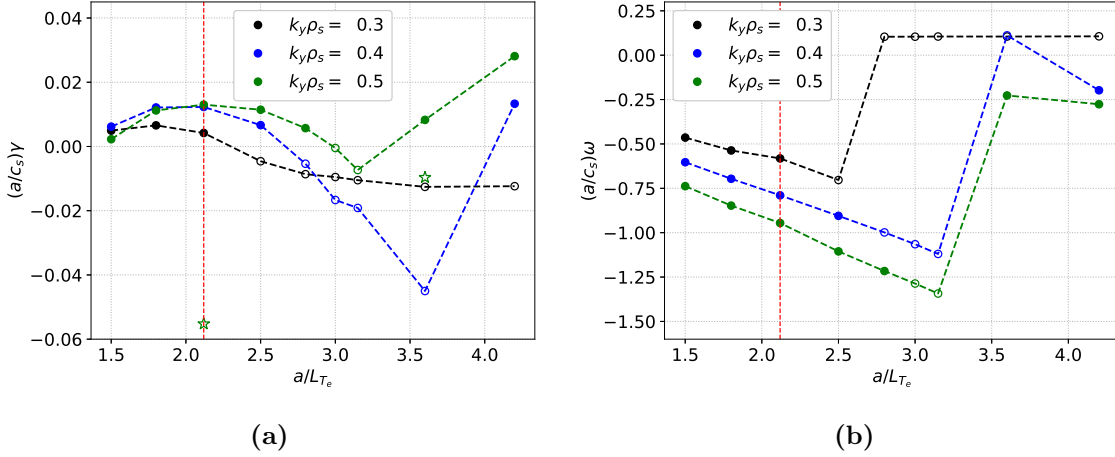 0.04
0.02
0.00
−0.02
−0.04
−0.06
(a/c_s)γ
k_yρ_s = 0.3
k_yρ_s = 0.4
k_yρ_s = 0.5
1.5 2.0 2.5 3.0 3.5 4.0
a/L_{T_e}
(a)
0.25
0.00
−0.25
−0.50
−0.75
−1.00
−1.25
−1.50
(a/c_s)ω
k_yρ_s = 0.3
k_yρ_s = 0.4
k_yρ_s = 0.5
1.5 2.0 2.5 3.0 3.5 4.0
a/L_{T_e}
(b)